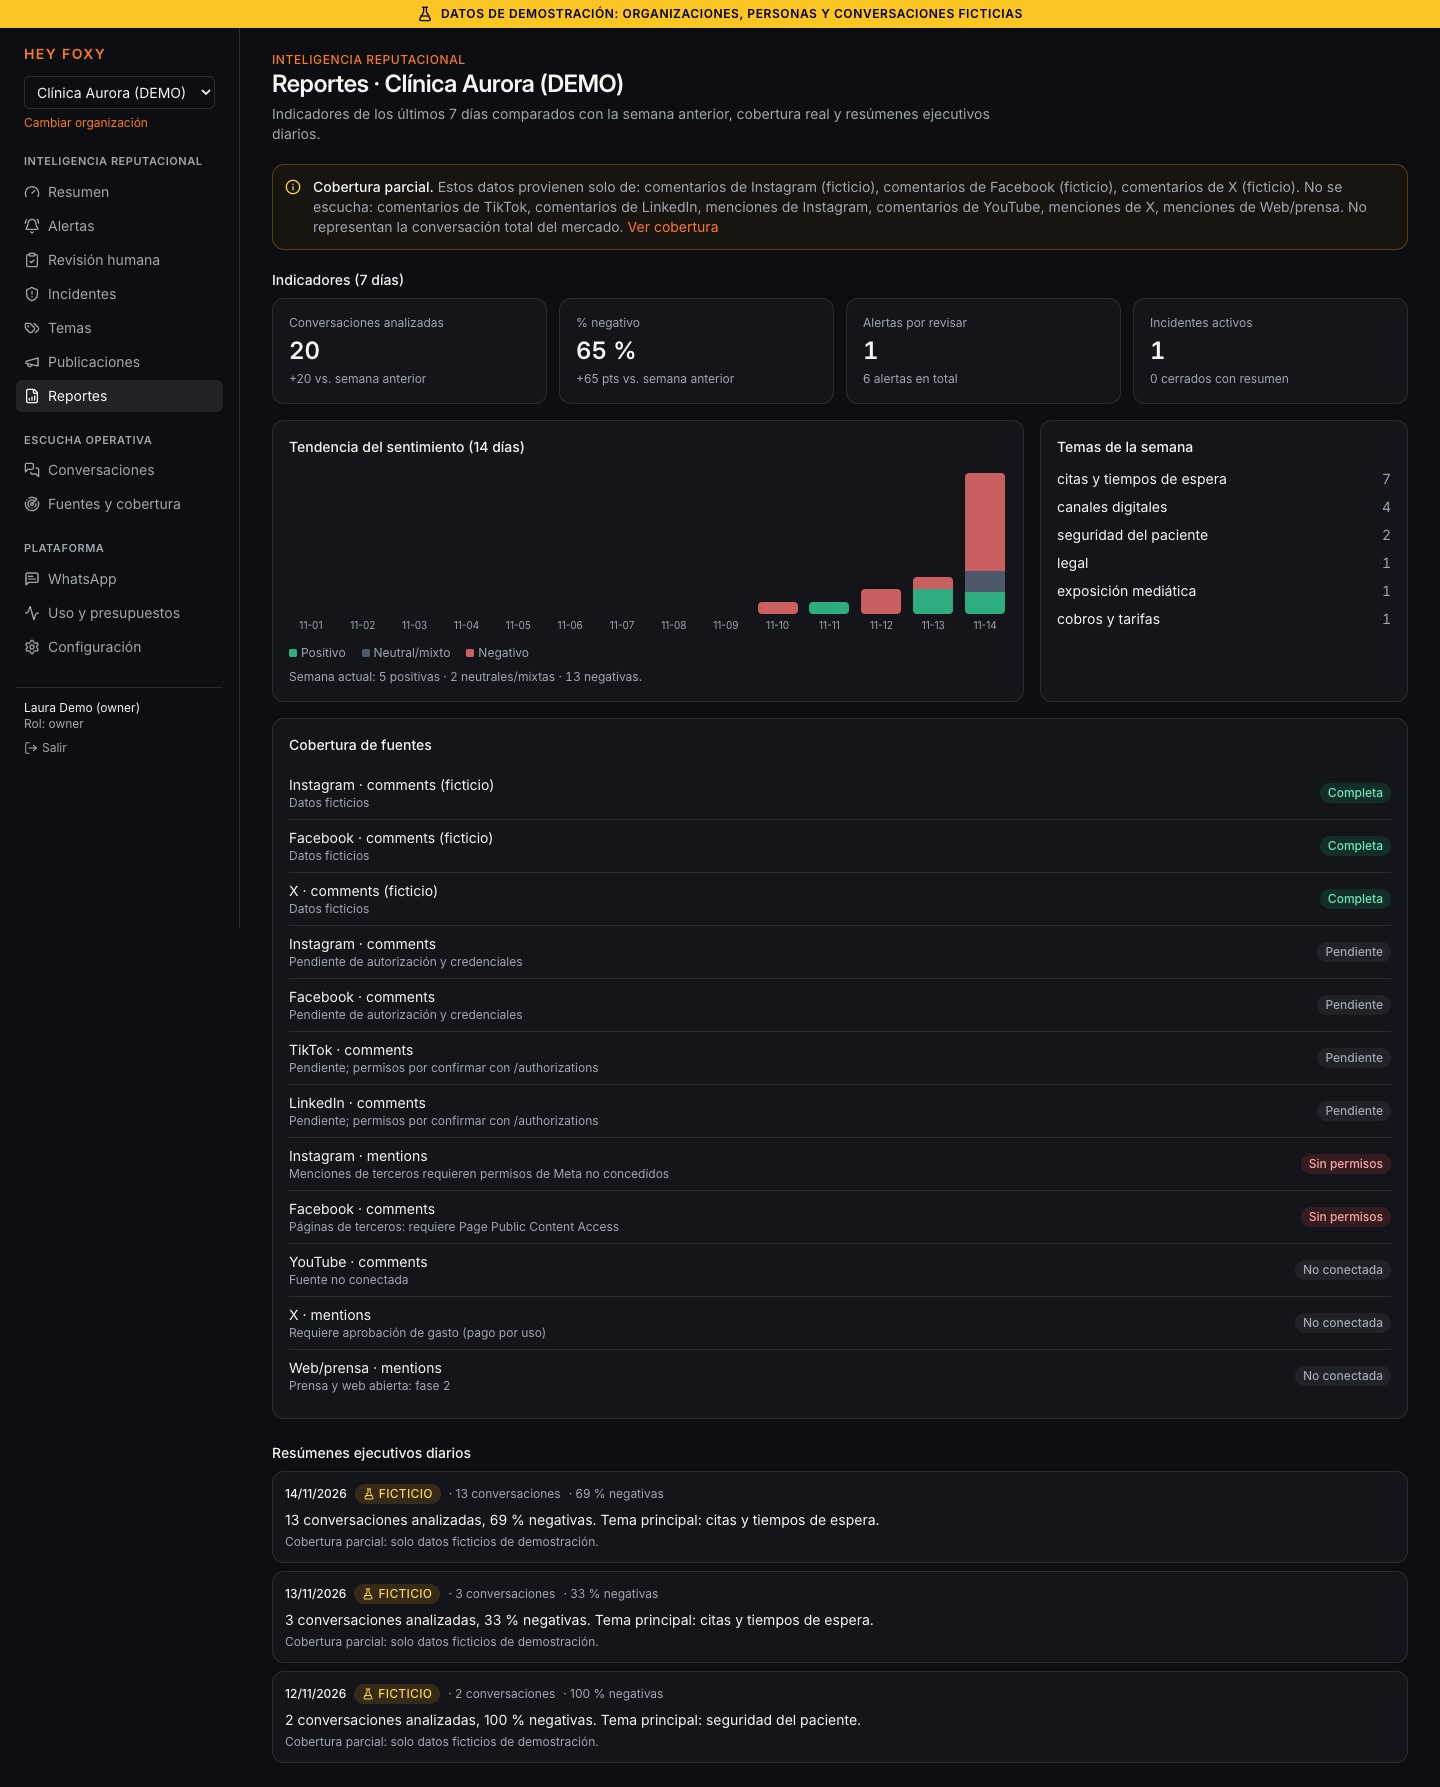 DATOS DE DEMOSTRACIÓN: ORGANIZACIONES, PERSONAS Y CONVERSACIONES FICTICIAS
HEY FOXY
Clínica Aurora (DEMO)
Cambiar organización
INTELIGENCIA REPUTACIONAL
Resumen
Alertas
Revisión humana
Incidentes
Temas
Publicaciones
Reportes
ESCUCHA OPERATIVA
Conversaciones
Fuentes y cobertura
PLATAFORMA
WhatsApp
Uso y presupuestos
Configuración
Laura Demo (owner)
Rol: owner
Salir
INTELIGENCIA REPUTACIONAL
Reportes · Clínica Aurora (DEMO)
Indicadores de los últimos 7 días comparados con la semana anterior, cobertura real y resúmenes ejecutivos
diarios.
Cobertura parcial. Estos datos provienen solo de: comentarios de Instagram (ficticio), comentarios de Facebook (ficticio), comentarios de X (ficticio). No se
escucha: comentarios de TikTok, comentarios de LinkedIn, menciones de Instagram, comentarios de YouTube, menciones de X, menciones de Web/prensa. No
representan la conversación total del mercado. Ver cobertura
Indicadores (7 días)
Conversaciones analizadas
20
+20 vs. semana anterior
% negativo
65 %
+65 pts vs. semana anterior
Alertas por revisar
1
6 alertas en total
Incidentes activos
1
0 cerrados con resumen
Tendencia del sentimiento (14 días)
11-01 11-02 11-03 11-04 11-05 11-06 11-07 11-08 11-09 11-10 11-11 11-12 11-13 11-14
Positivo Neutral/mixto Negativo
Semana actual: 5 positivas · 2 neutrales/mixtas · 13 negativas.
Temas de la semana
citas y tiempos de espera 7
canales digitales 4
seguridad del paciente 2
legal 1
exposición mediática 1
cobros y tarifas 1
Cobertura de fuentes
Instagram · comments (ficticio)
Datos ficticios
Completa
Facebook · comments (ficticio)
Datos ficticios
Completa
X · comments (ficticio)
Datos ficticios
Completa
Instagram · comments
Pendiente de autorización y credenciales
Pendiente
Facebook · comments
Pendiente de autorización y credenciales
Pendiente
TikTok · comments
Pendiente; permisos por confirmar con /authorizations
Pendiente
LinkedIn · comments
Pendiente; permisos por confirmar con /authorizations
Pendiente
Instagram · mentions
Menciones de terceros requieren permisos de Meta no concedidos
Sin permisos
Facebook · comments
Páginas de terceros: requiere Page Public Content Access
Sin permisos
YouTube · comments
Fuente no conectada
No conectada
X · mentions
Requiere aprobación de gasto (pago por uso)
No conectada
Web/prensa · mentions
Prensa y web abierta: fase 2
No conectada
Resúmenes ejecutivos diarios
14/11/2026 FICTICIO · 13 conversaciones · 69 % negativas
13 conversaciones analizadas, 69 % negativas. Tema principal: citas y tiempos de espera.
Cobertura parcial: solo datos ficticios de demostración.
13/11/2026 FICTICIO · 3 conversaciones · 33 % negativas
3 conversaciones analizadas, 33 % negativas. Tema principal: citas y tiempos de espera.
Cobertura parcial: solo datos ficticios de demostración.
12/11/2026 FICTICIO · 2 conversaciones · 100 % negativas
2 conversaciones analizadas, 100 % negativas. Tema principal: seguridad del paciente.
Cobertura parcial: solo datos ficticios de demostración.